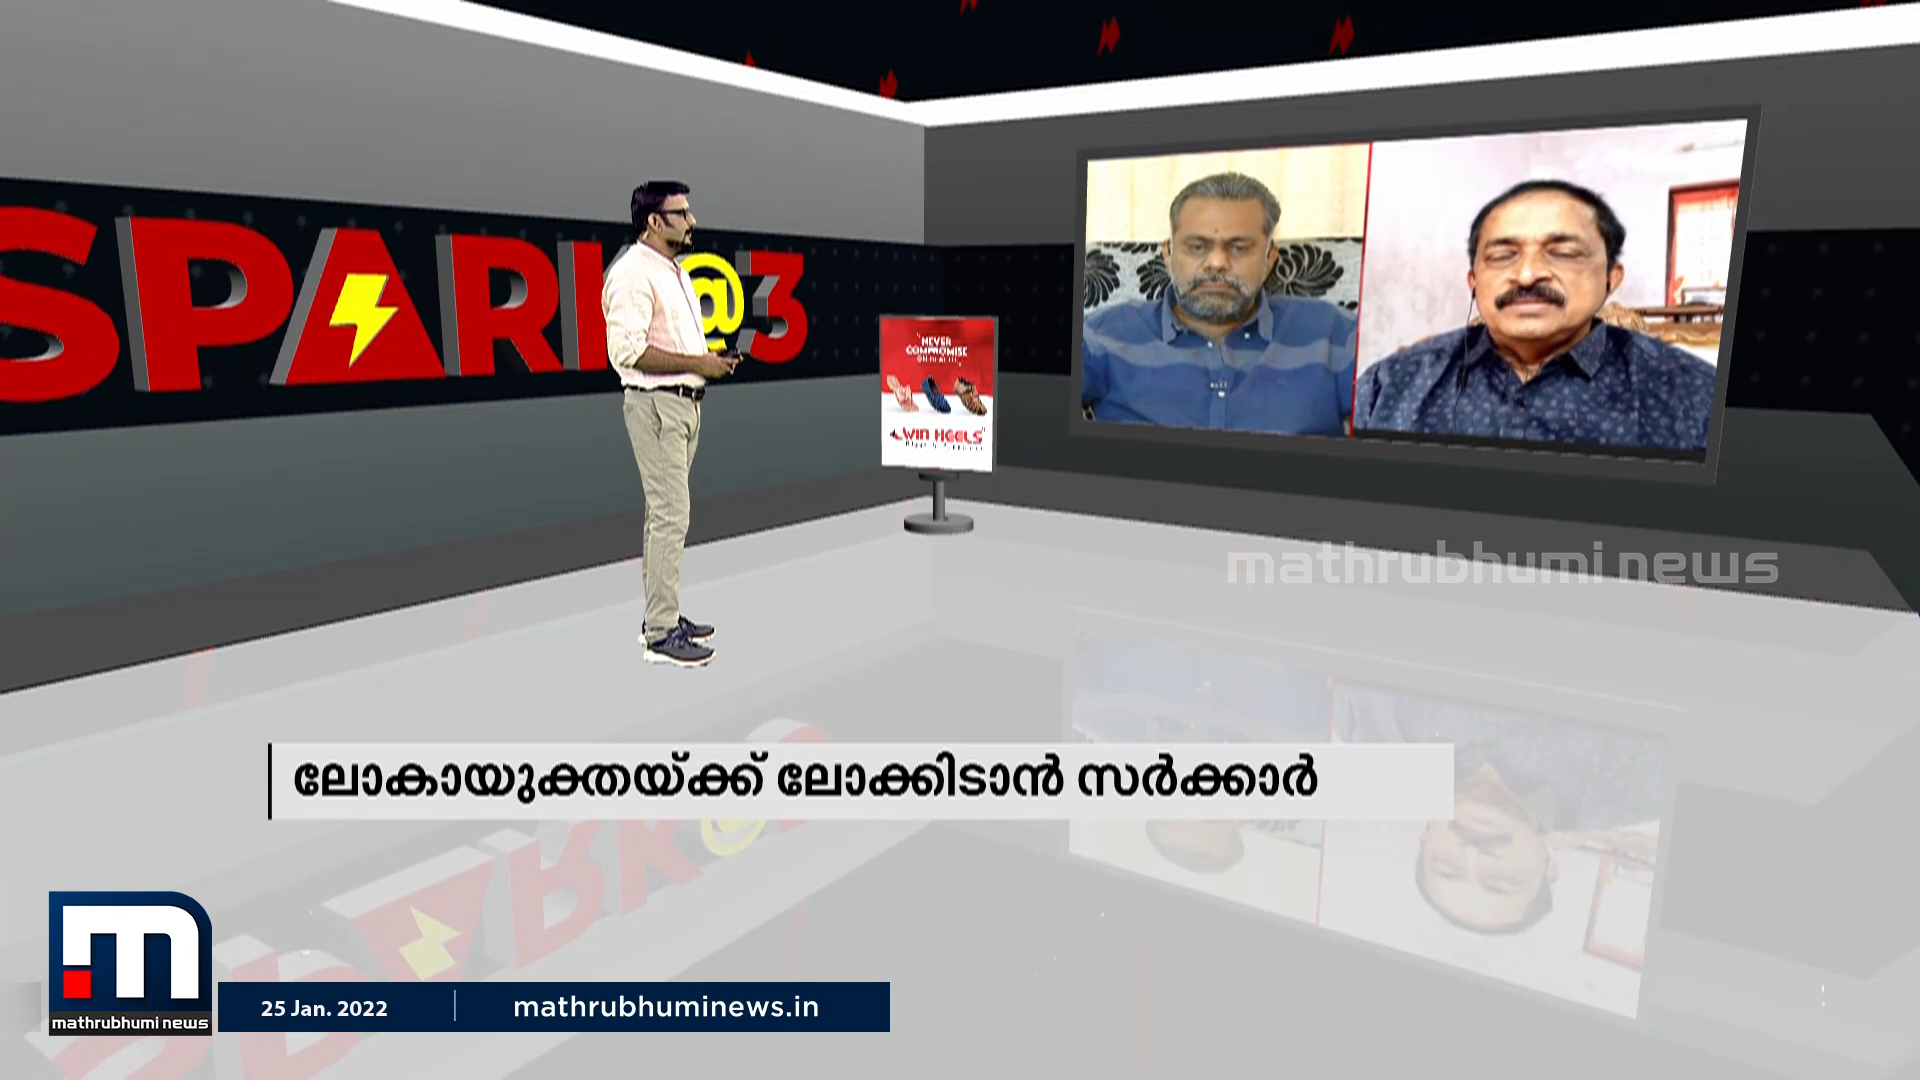 SPARK@3
NEVER
COMPROMISE
WIN HEELS
mathrubhumi news
ലോകായുക്തയ്ക്ക് ലോക്കിടാൻ സർക്കാർ
mathrubhumi news
25 Jan. 2022
mathrubhuminews.in